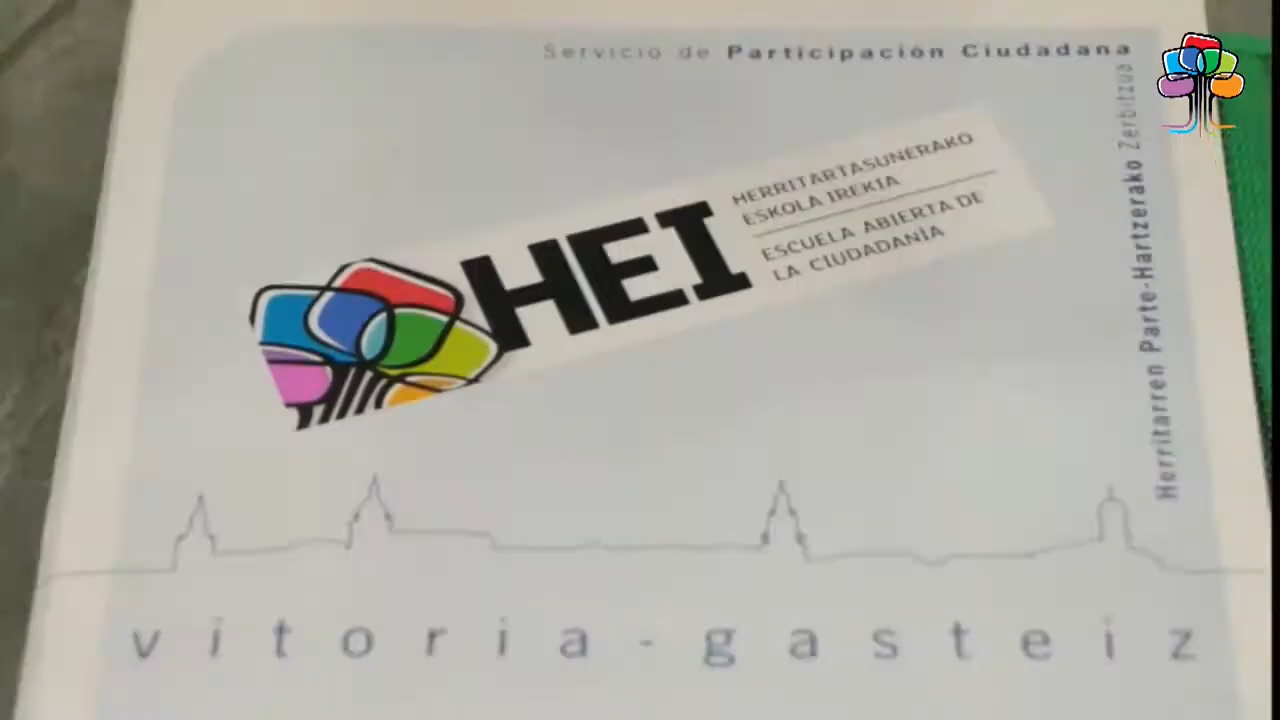 Servicio de Participación Ciudadana
Herritarren Parte-Hartzerako Zerbitzua
HEI
HERRITARTASUNERAKO
ESKOLA IREKIA
ESCUELA ABIERTA DE
LA CIUDADANÍA
vitoria-gasteiz